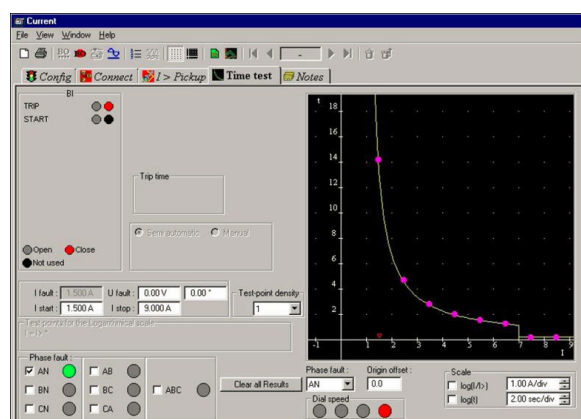 Current
File View Window Help
Config Connect I > Pickup Time test Notes
BI
TRIP
START
Open Close
Not used
Trip time
Semi automatic Manual
I fault : 1.500 A U fault : 0.00 V 0.00 °
I start : 1.500 A I stop : 9.000 A
Test-point density
1
Test points for the Logarithmical scale
Phase fault :
AN AB
BN BC ABC
CN CA
Clear all Results
t
18
16
14
12
10
8
6
4
2
1 2 3 4 5 6 7 8 9
I
Phase fault : Origin offset :
AN 0.0
Dial speed
Scale
log(I/I>) 1.00 A/div
log(t) 2.00 sec/div